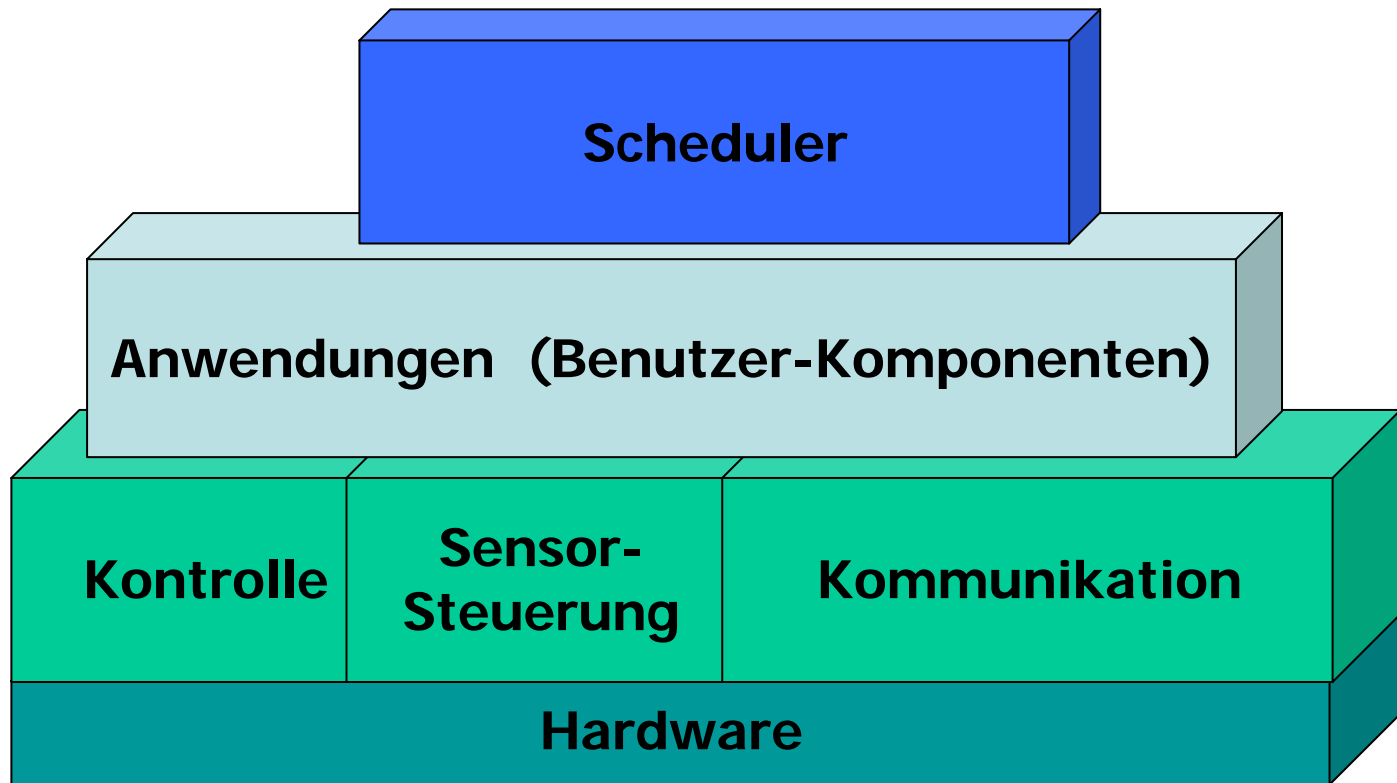 Scheduler
Anwendungen (Benutzer-Komponenten)
Kontrolle
Sensor-
Steuerung
Kommunikation
Hardware